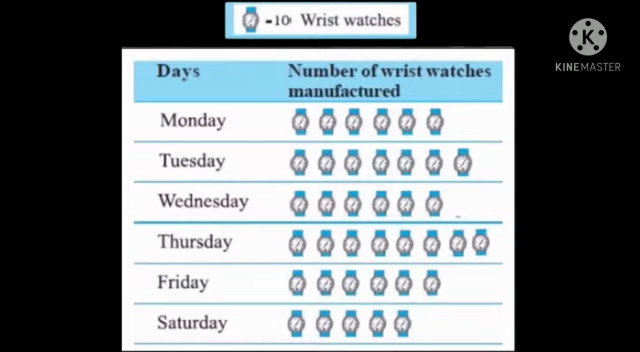 -10 Wrist watches
K
KINEMASTER
Days Number of wrist watches
manufactured
Monday
Tuesday
Wednesday
Thursday
Friday
Saturday